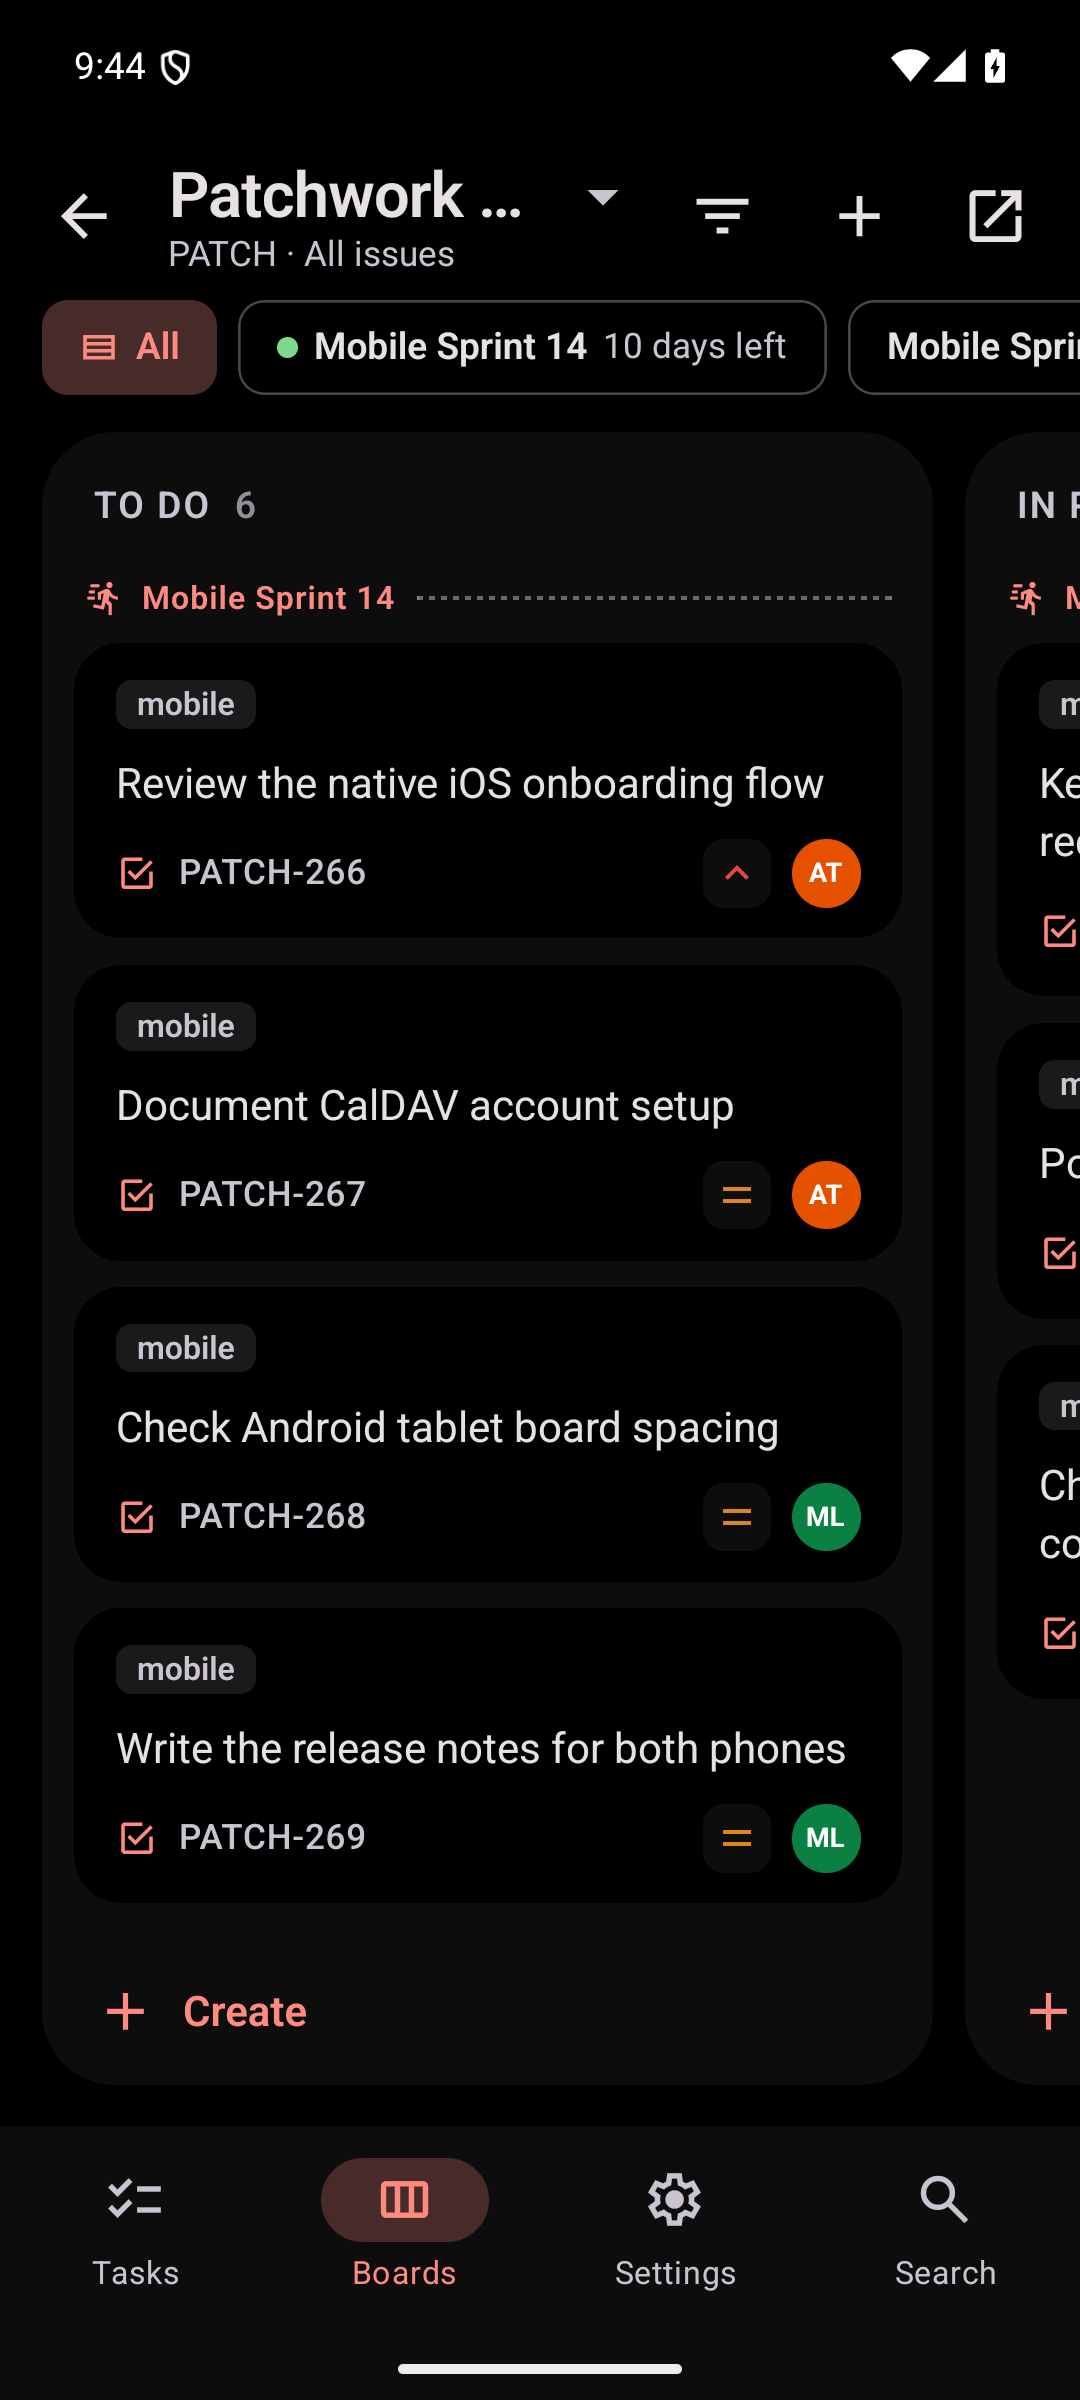 9:44
Patchwork ...
PATCH · All issues
All
Mobile Sprint 14 10 days left
Mobile
TO DO 6
IN
Mobile Sprint 14
mobile
Review the native iOS onboarding flow
PATCH-266
AT
mobile
Document CalDAV account setup
PATCH-267
AT
mobile
Check Android tablet board spacing
PATCH-268
ML
mobile
Write the release notes for both phones
PATCH-269
ML
Create
Tasks
Boards
Settings
Search